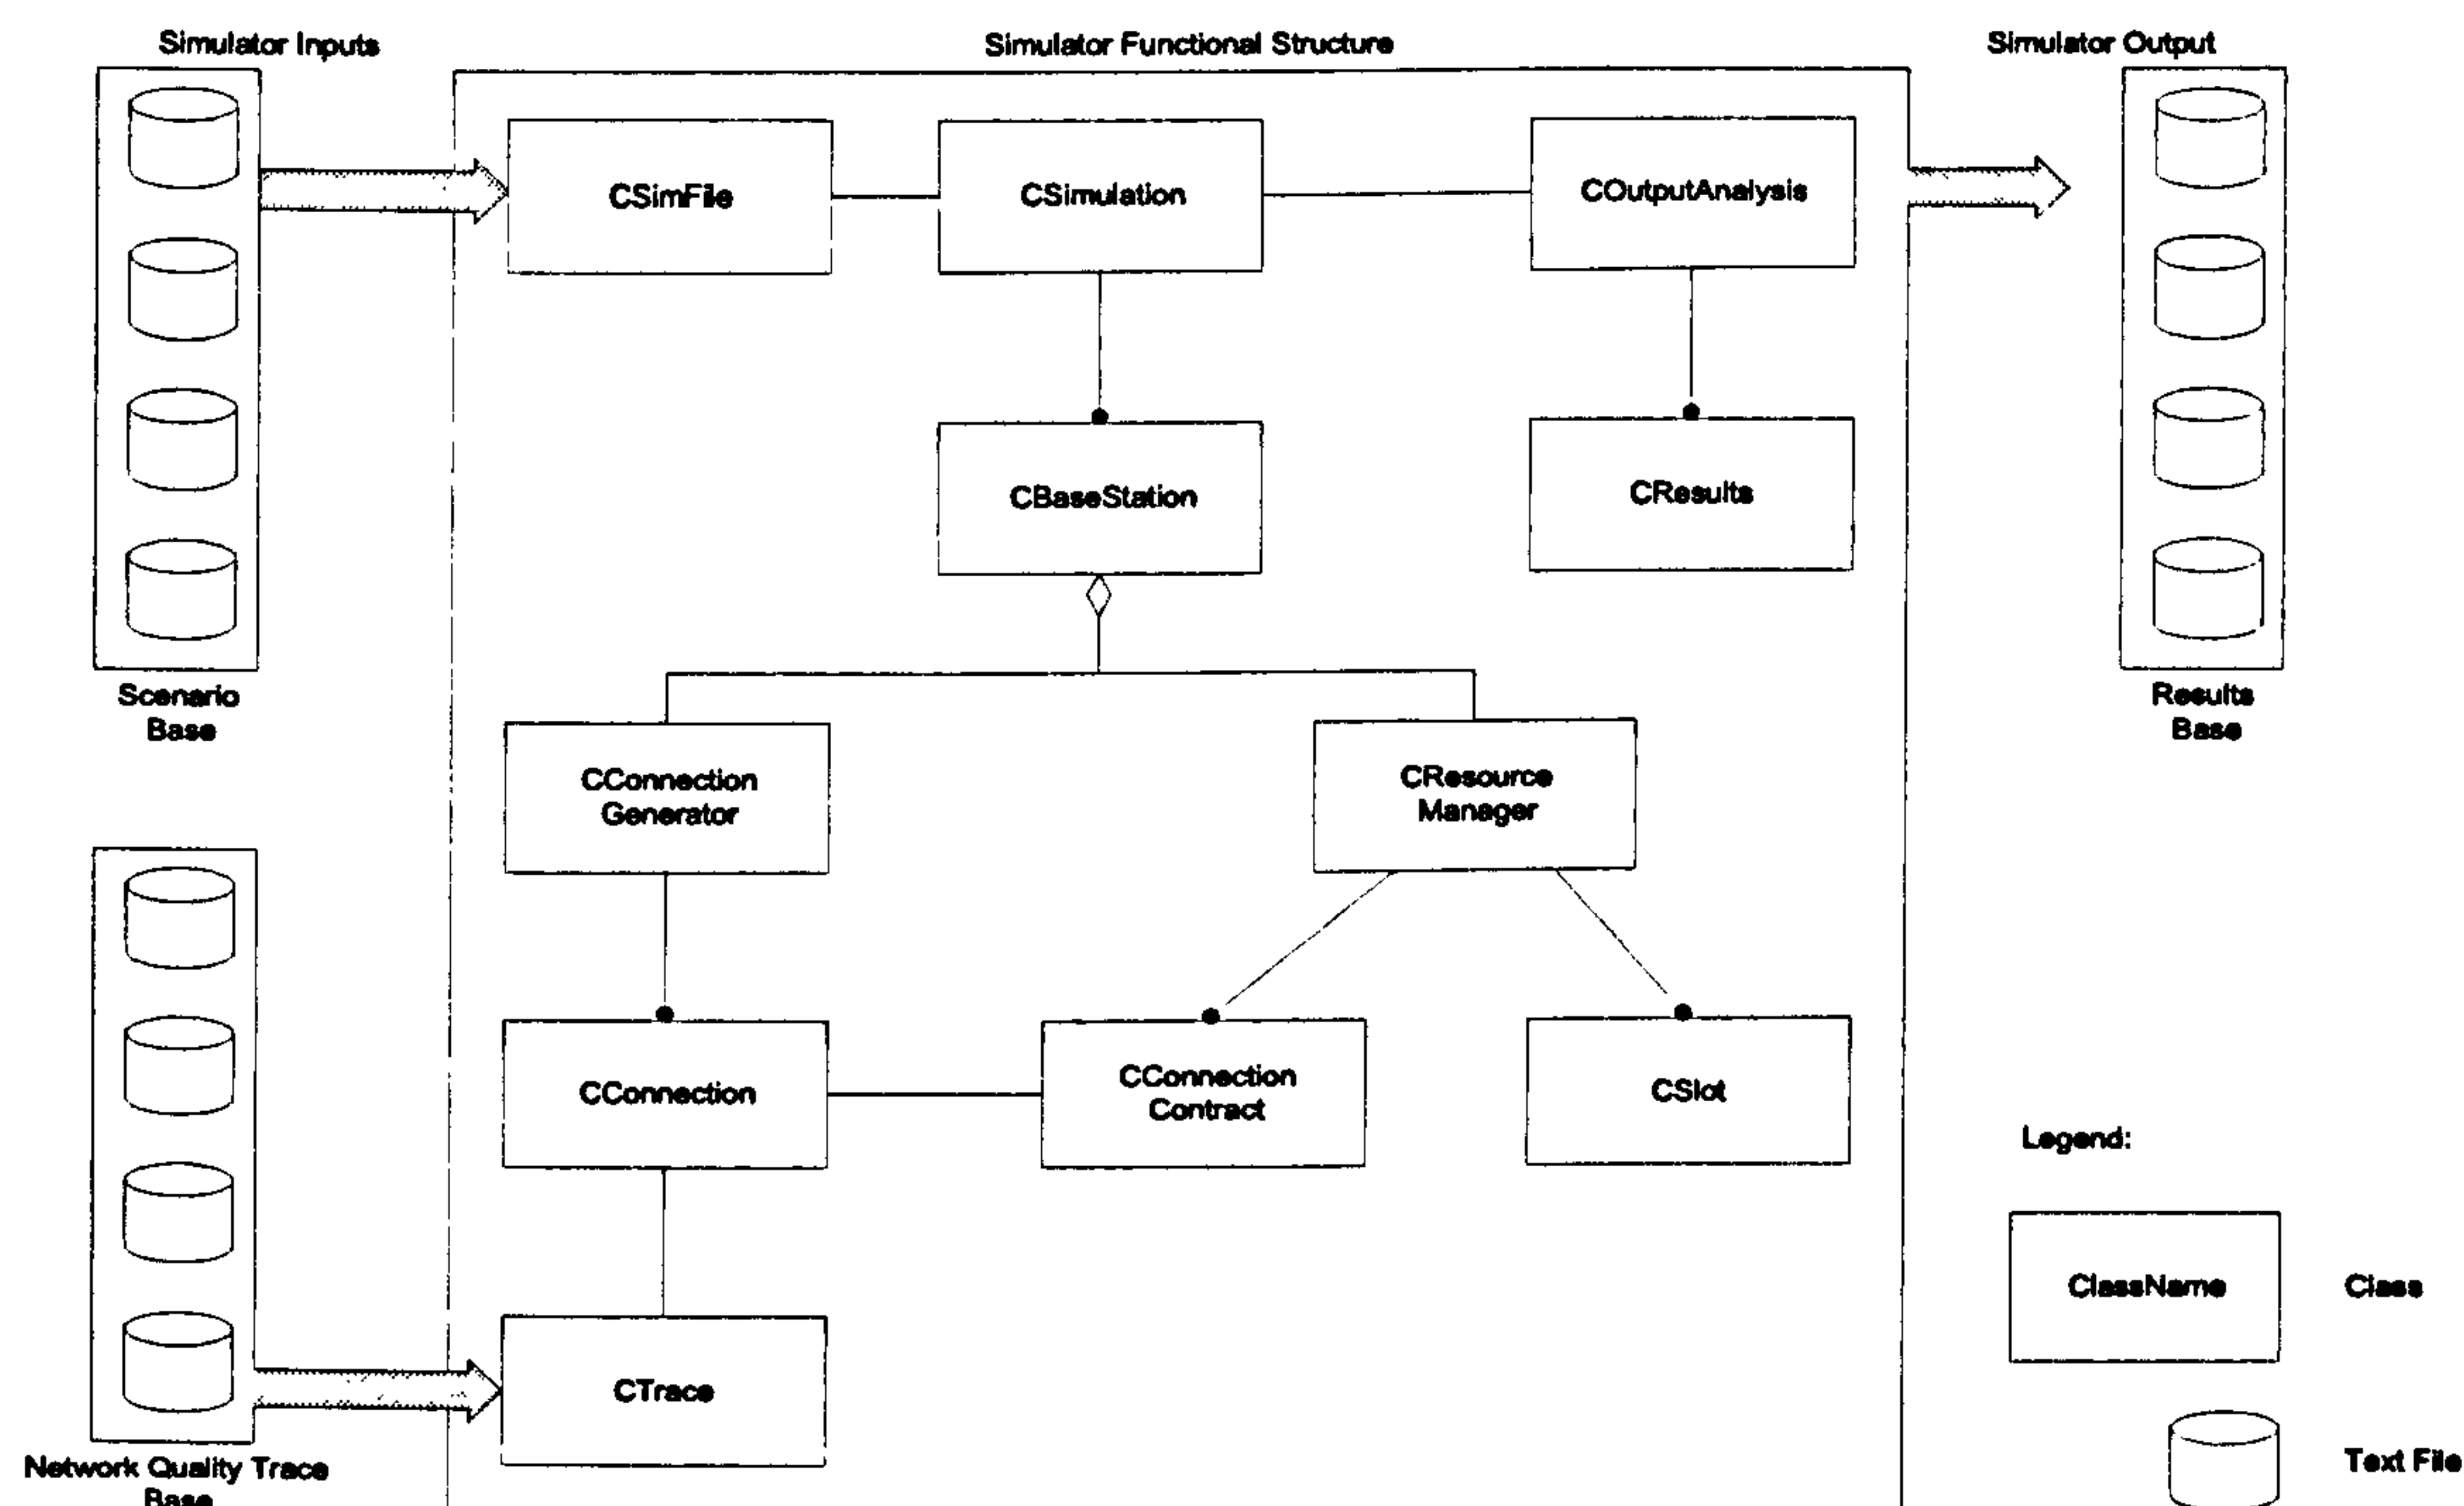 Simulator Inputs
Simulator Functional Structure
Simulator Output
CSimFile
CSimulation
COutputAnalysis
CBaseStation
CResults
Scenario
Base
Results
Base
CConnection
Generator
CResource
Manager
CConnection
CConnection
Contract
CSlot
Legend:
ClassName
Class
CTrace
Network Quality Trace
Base
Text File